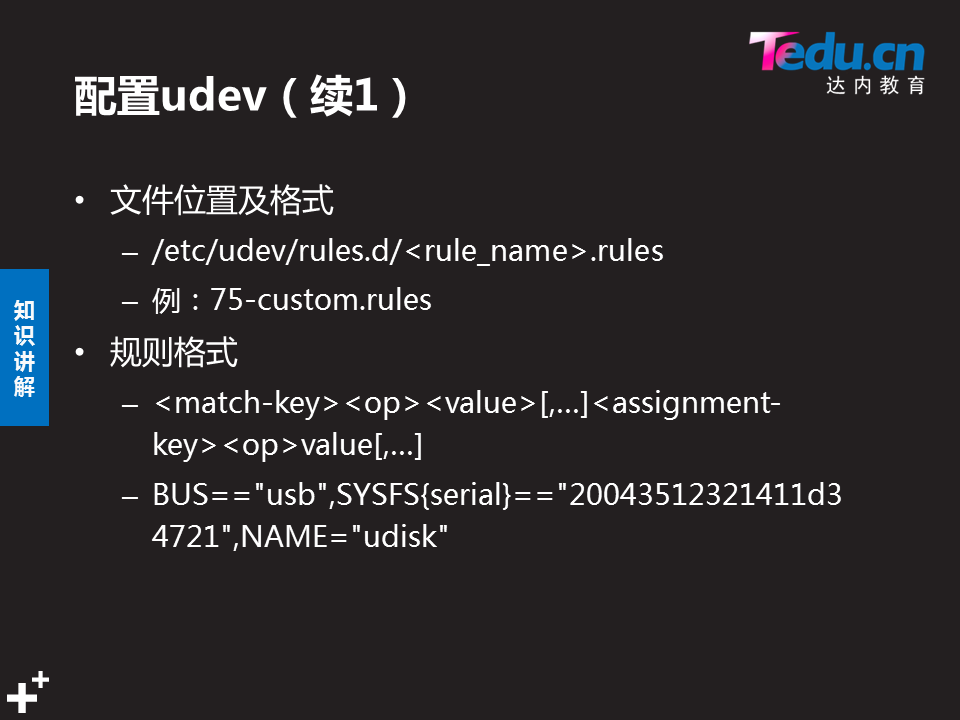 Tedu.cn
达内教育
配置udev（续1）
• 文件位置及格式
– /etc/udev/rules.d/<rule_name>.rules
– 例：75-custom.rules
• 规则格式
– <match-key><op><value>[,…]<assignment-
key><op>value[,…]
– BUS=="usb",SYSFS{serial}=="20043512321411d3
4721",NAME="udisk"
知
识
讲
解